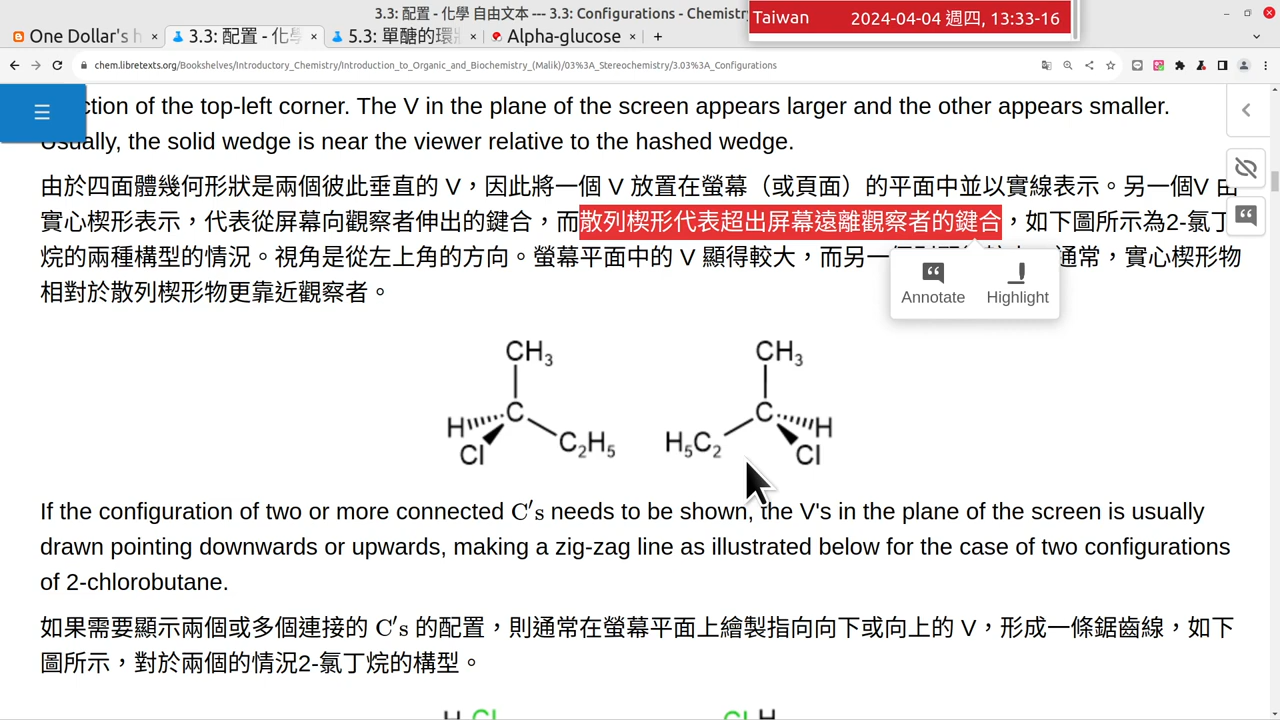 3.3: 配置 - 化學 自由文本 --- 3.3: Configurations - Chemistr
Taiwan 2024-04-04 週四, 13:33-16
One Dollar's h × 3.3: 配置 - 化學 × 5.3: 單醣的環 × Alpha-glucose × +
chem.libretexts.org/Bookshelves/Introductory_Chemistry/Introduction_to_Organic_and_Biochemistry_(Malik)/03%3A_Stereochemistry/3.03%3A_Configurations
ction of the top-left corner. The V in the plane of the screen appears larger and the other appears smaller.
Usually, the solid wedge is near the viewer relative to the hashed wedge.
由於四面體幾何形狀是兩個彼此垂直的 V，因此將一個 V 放置在螢幕（或頁面）的平面中並以實線表示。另一個V 由
實心楔形表示，代表從屏幕向觀察者伸出的鍵合，而散列楔形代表超出屏幕遠離觀察者的鍵合，如下圖所示為2-氯丁
烷的兩種構型的情況。視角是從左上角的方向。螢幕平面中的 V 顯得較大，而另一 通常，實心楔形物
相對於散列楔形物更靠近觀察者。
Annotate Highlight
CH3 CH3
H C C H
Cl C2H5 H5C2 Cl
If the configuration of two or more connected C′s needs to be shown, the V's in the plane of the screen is usually
drawn pointing downwards or upwards, making a zig-zag line as illustrated below for the case of two configurations
of 2-chlorobutane.
如果需要顯示兩個或多個連接的 C′s 的配置，則通常在螢幕平面上繪製指向向下或向上的 V，形成一條鋸齒線，如下
圖所示，對於兩個的情況2-氯丁烷的構型。
H Cl Cl H